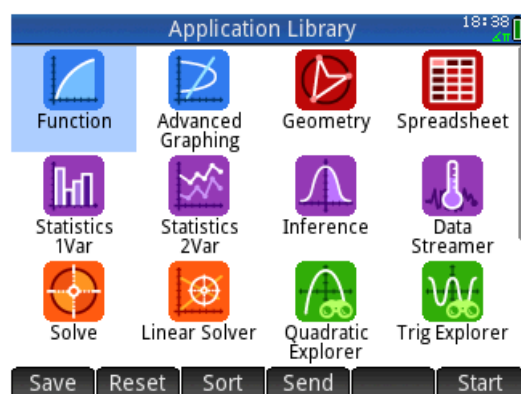 Application Library
18:38
∡π
Function
Advanced Graphing
Geometry
Spreadsheet
Statistics 1Var
Statistics 2Var
Inference
Data Streamer
Solve
Linear Solver
Quadratic Explorer
Trig Explorer
Save
Reset
Sort
Send
Start